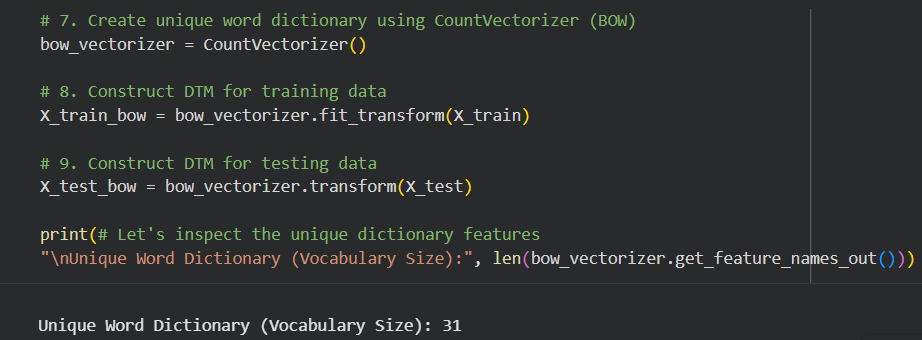 # 7. Create unique word dictionary using CountVectorizer (BOW)
bow_vectorizer = CountVectorizer()
# 8. Construct DTM for training data
X_train_bow = bow_vectorizer.fit_transform(X_train)
# 9. Construct DTM for testing data
X_test_bow = bow_vectorizer.transform(X_test)
print(# Let's inspect the unique dictionary features
"\nUnique Word Dictionary (Vocabulary Size):", len(bow_vectorizer.get_feature_names_out()))
Unique Word Dictionary (Vocabulary Size): 31